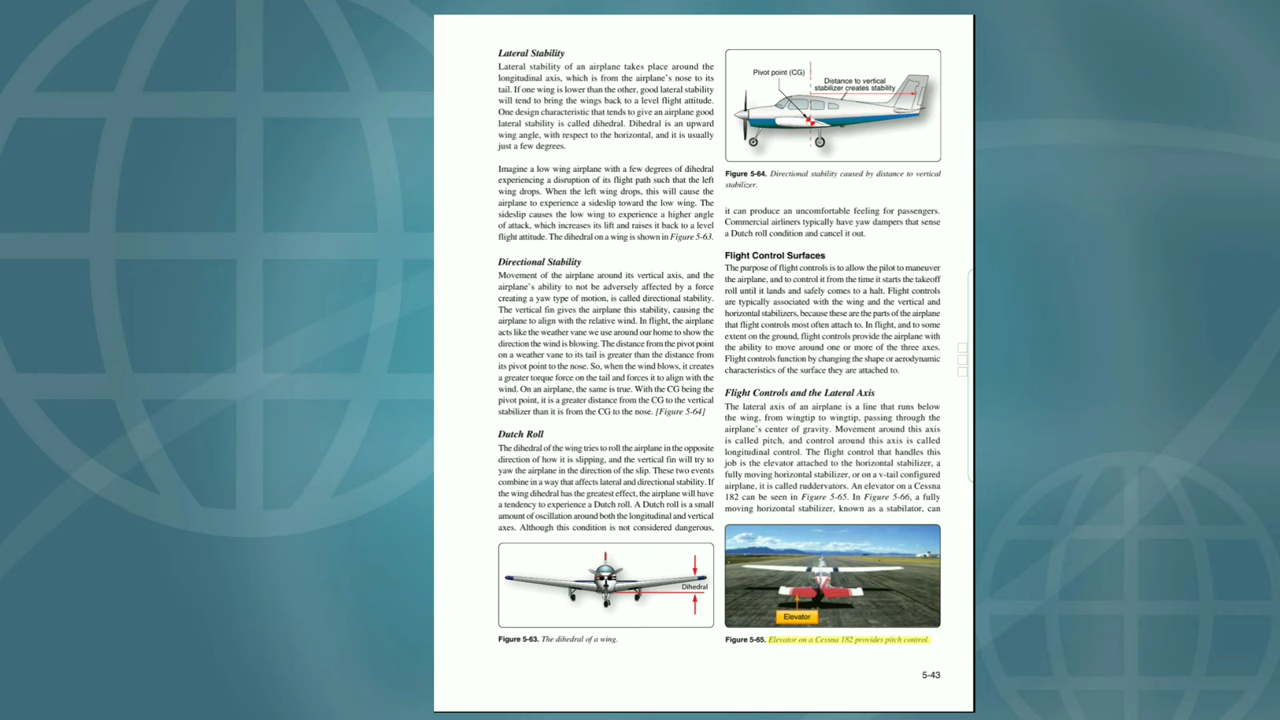 Lateral Stability
Lateral stability of an airplane takes place around the
longitudinal axis, which is from the airplane's nose to its
tail. If one wing is lower than the other, good lateral stability
will tend to bring the wings back to a level flight attitude.
One design characteristic that tends to give an airplane good
lateral stability is called dihedral. Dihedral is an upward
wing angle, with respect to the horizontal, and it is usually
just a few degrees.
Imagine a low wing airplane with a few degrees of dihedral
experiencing a disruption of its flight path such that the left
wing drops. When the left wing drops, this will cause the
airplane to experience a sideslip toward the low wing. The
sideslip causes the low wing to experience a higher angle
of attack, which increases its lift and raises it back to a level
flight attitude. The dihedral on a wing is shown in Figure 5-63.
Directional Stability
Movement of the airplane around its vertical axis, and the
airplane's ability to not be adversely affected by a force
creating a yaw type of motion, is called directional stability.
The vertical fin gives the airplane this stability, causing the
airplane to align with the relative wind. In flight, the airplane
acts like the weather vane we use around our home to show the
direction the wind is blowing. The distance from the pivot point
on a weather vane to its tail is greater than the distance from
its pivot point to the nose. So, when the wind blows, it creates
a greater torque force on the tail and forces it to align with the
wind. On an airplane, the same is true. With the CG being the
pivot point, it is a greater distance from the CG to the vertical
stabilizer than it is from the CG to the nose. [Figure 5-64]
Dutch Roll
The dihedral of the wing tries to roll the airplane in the opposite
direction of how it is slipping, and the vertical fin will try to
yaw the airplane in the direction of the slip. These two events
combine in a way that affects lateral and directional stability. If
the wing dihedral has the greatest effect, the airplane will have
a tendency to experience a Dutch roll. A Dutch roll is a small
amount of oscillation around both the longitudinal and vertical
axes. Although this condition is not considered dangerous,
Dihedral
Figure 5-63. The dihedral of a wing.
Pivot point (CG)
Distance to vertical
stabilizer creates stability
Figure 5-64. Directional stability caused by distance to vertical
stabilizer.
it can produce an uncomfortable feeling for passengers.
Commercial airliners typically have yaw dampers that sense
a Dutch roll condition and cancel it out.
Flight Control Surfaces
The purpose of flight controls is to allow the pilot to maneuver
the airplane, and to control it from the time it starts the takeoff
roll until it lands and safely comes to a halt. Flight controls
are typically associated with the wing and the vertical and
horizontal stabilizers, because these are the parts of the airplane
that flight controls most often attach to. In flight, and to some
extent on the ground, flight controls provide the airplane with
the ability to move around one or more of the three axes.
Flight controls function by changing the shape or aerodynamic
characteristics of the surface they are attached to.
Flight Controls and the Lateral Axis
The lateral axis of an airplane is a line that runs below
the wing, from wingtip to wingtip, passing through the
airplane's center of gravity. Movement around this axis
is called pitch, and control around this axis is called
longitudinal control. The flight control that handles this
job is the elevator attached to the horizontal stabilizer, a
fully moving horizontal stabilizer, or on a v-tail configured
airplane, it is called ruddervators. An elevator on a Cessna
182 can be seen in Figure 5-65. In Figure 5-66, a fully
moving horizontal stabilizer, known as a stabilator, can
Elevator
Figure 5-65. Elevator on a Cessna 182 provides pitch control.
5-43